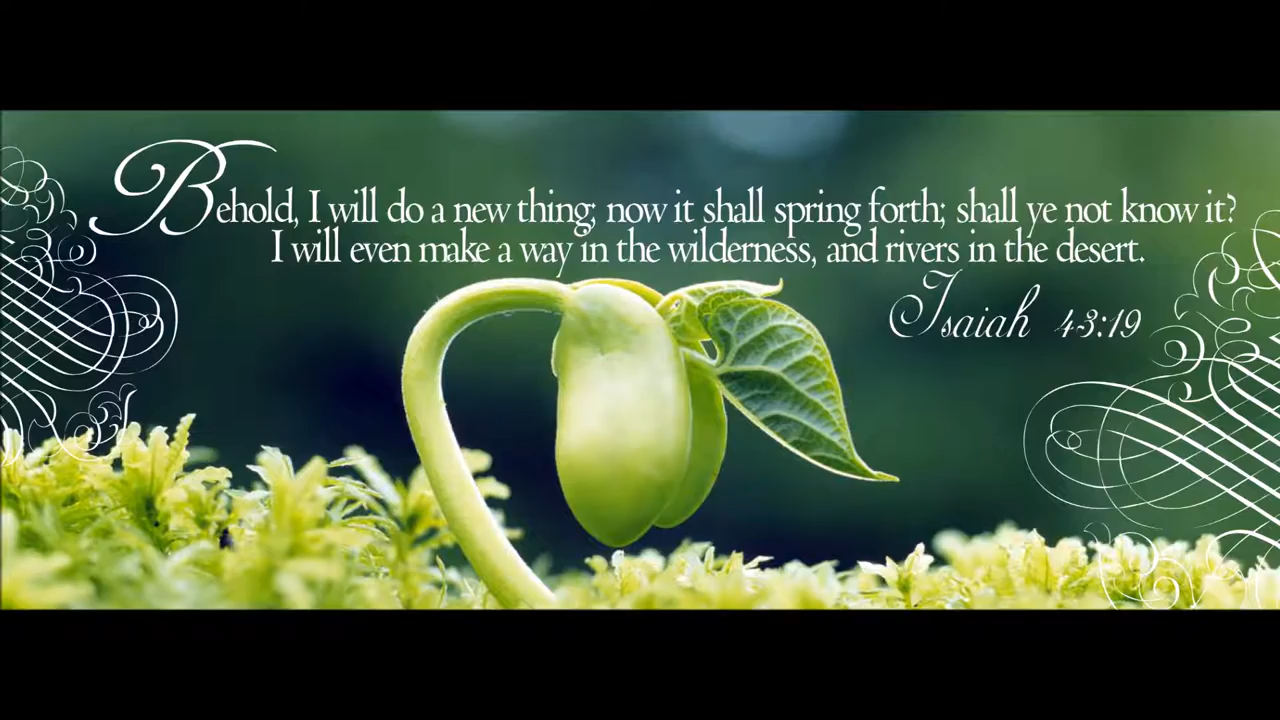 Behold, I will do a new thing; now it shall spring forth; shall ye not know it?
I will even make a way in the wilderness, and rivers in the desert.
Isaiah 43:19